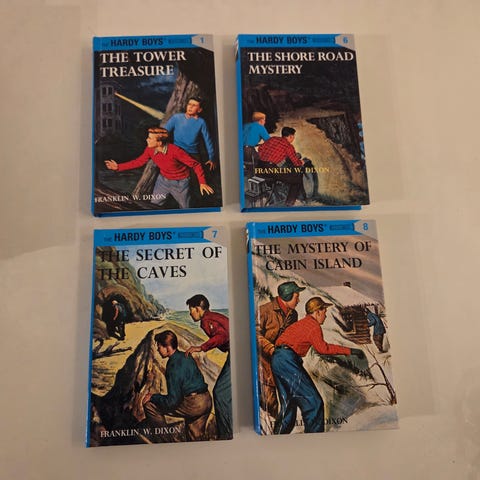 THE HARDY BOYS® 1
THE TOWER
TREASURE
FRANKLIN W. DIXON
THE HARDY BOYS® 6
THE SHORE ROAD
MYSTERY
FRANKLIN W. DIXON
THE HARDY BOYS® 7
THE SECRET OF
THE CAVES
FRANKLIN W. DIXON
THE HARDY BOYS® 8
THE MYSTERY OF
CABIN ISLAND
DIXON